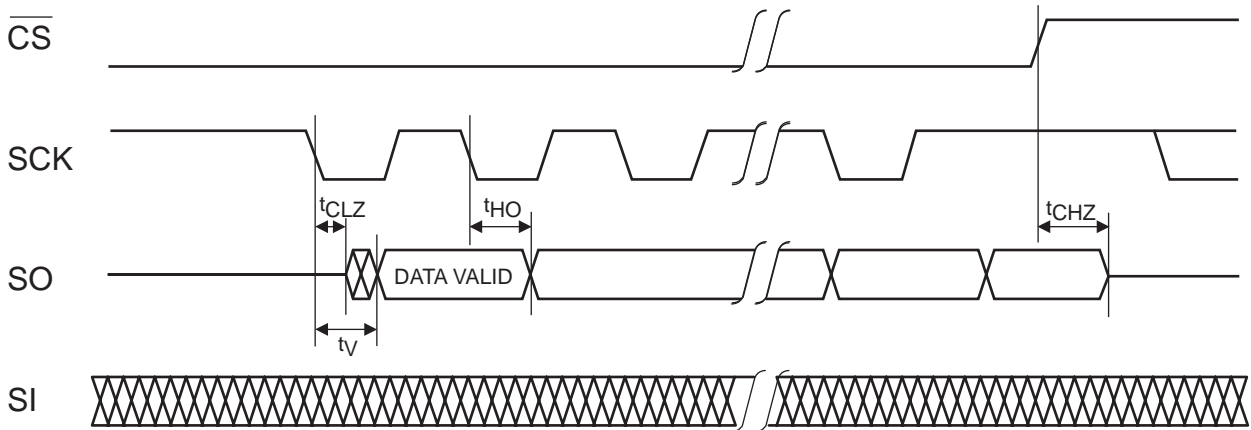 CS
SCK
tCLZ
tHO
tCHZ
SO
DATA VALID
tV
SI